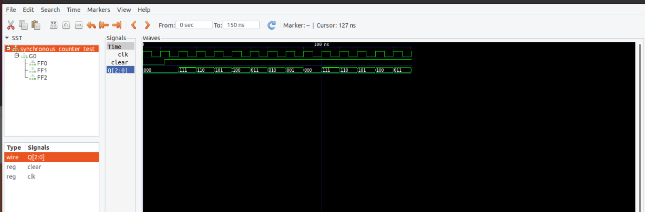 File Edit Search Time Markers View Help
From: 0 sec To: 150 ns Marker: -- | Cursor: 127 ns
SST
synchronous_counter_test
G0
FF0
FF1
FF2
Type Signals
wire Q[2:0]
reg clear
reg clk
Signals
Time
clk
clear
Q[2:0]
Waves
100 ns
000 111 110 101 100 011 010 001 000 111 110 101 100 011